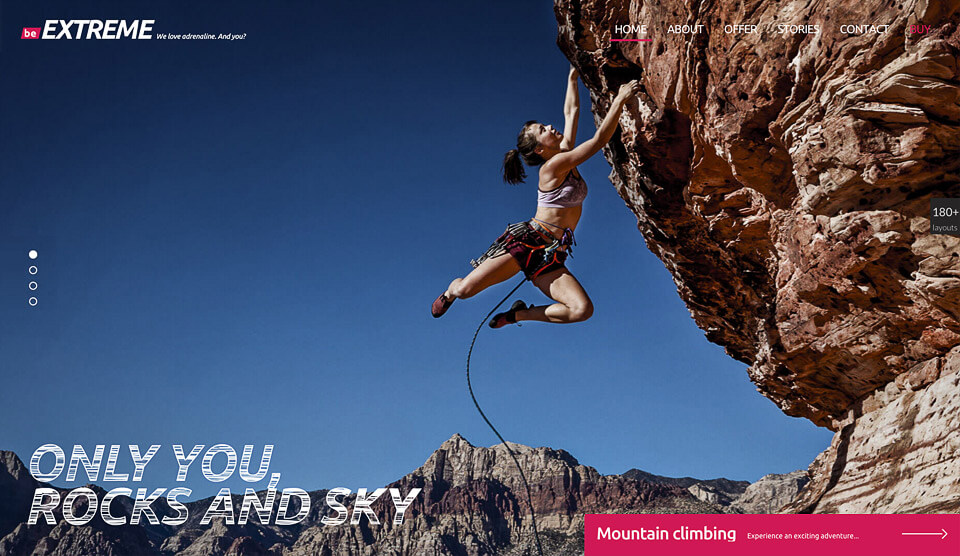 be EXTREME We love adrenaline. And you?
HOME ABOUT OFFER STORIES CONTACT BUY
180+
layouts
ONLY YOU,
ROCKS AND SKY
Mountain climbing Experience an exciting adventure...